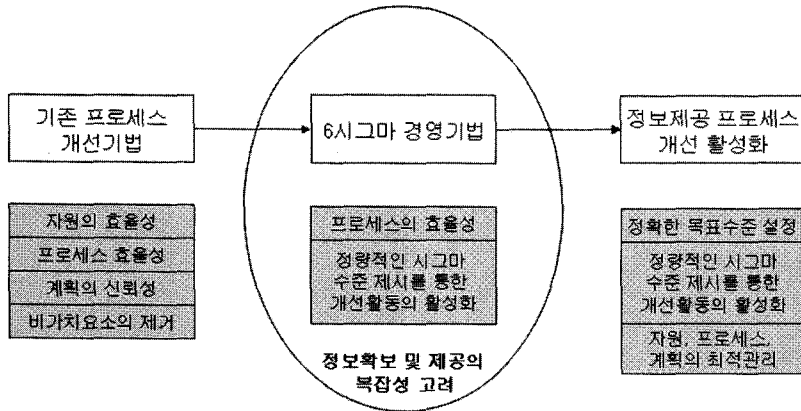 기존 프로세스
개선기법
6시그마 경영기법
정보제공 프로세스
개선 활성화
자원의 효율성
프로세스 효율성
계획의 신뢰성
비가치요소의 제거
프로세스의 효율성
정량적인 시그마
수준 제시를 통한
개선활동의 활성화
정확한 목표수준 설정
정량적인 시그마
수준 제시를 통한
개선활동의 활성화
자원, 프로세스,
계획의 최적관리
정보확보 및 제공의
복잡성 고려